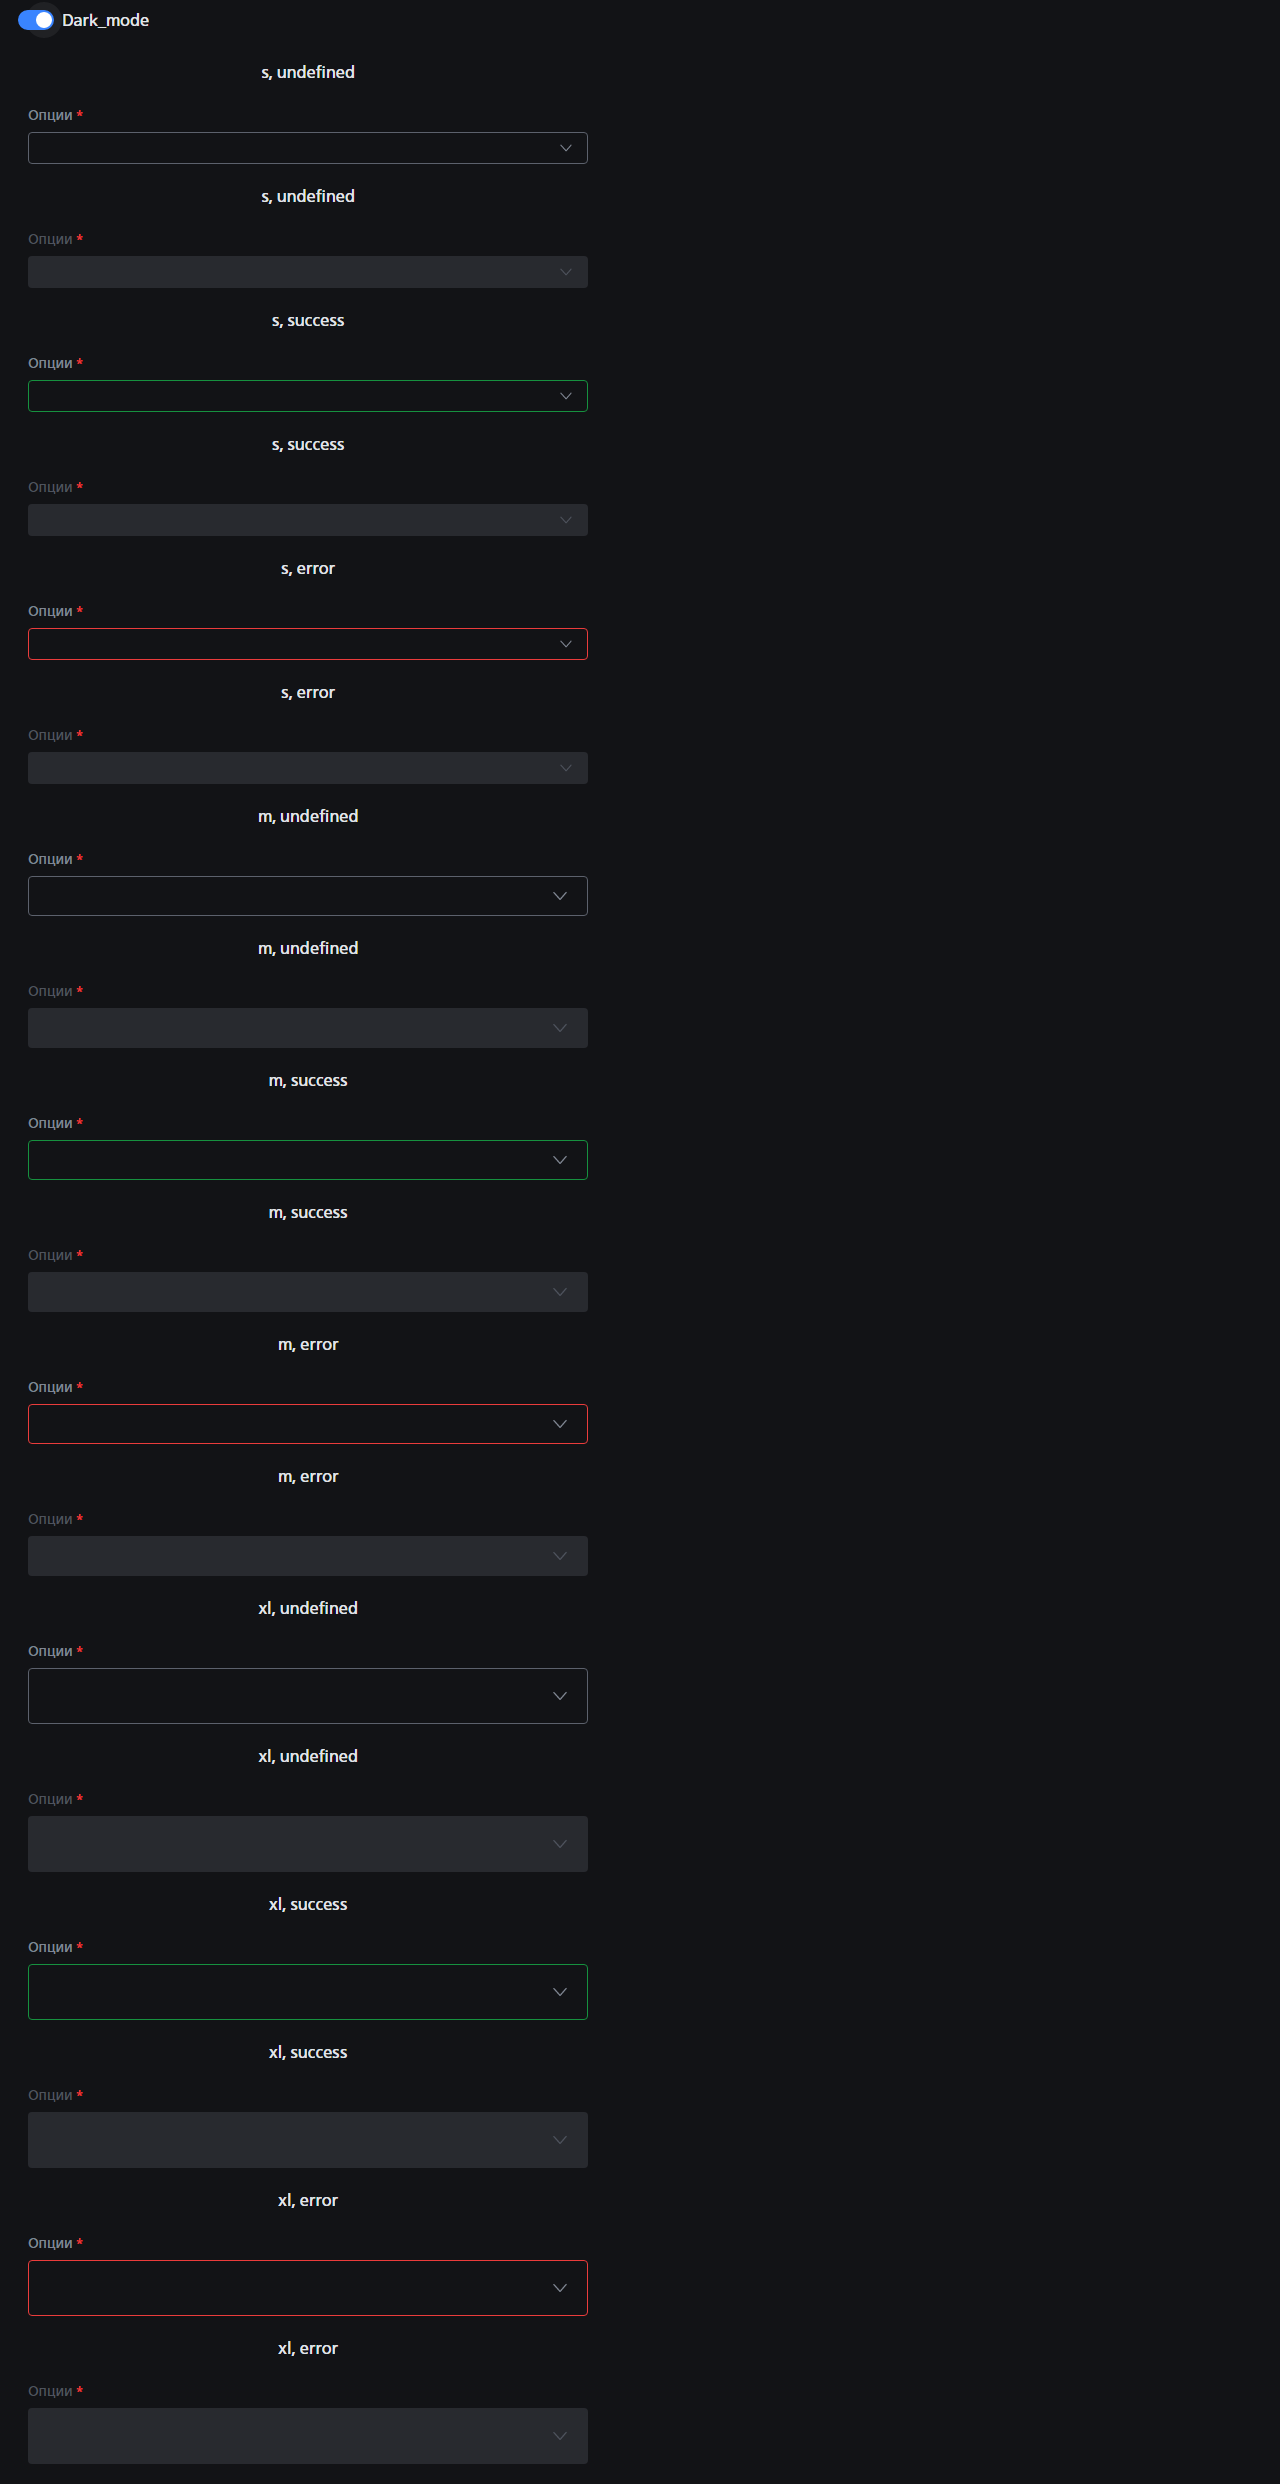 Dark_mode
s, undefined
Опции *
s, undefined
Опции *
s, success
Опции *
s, success
Опции *
s, error
Опции *
s, error
Опции *
m, undefined
Опции *
m, undefined
Опции *
m, success
Опции *
m, success
Опции *
m, error
Опции *
m, error
Опции *
xl, undefined
Опции *
xl, undefined
Опции *
xl, success
Опции *
xl, success
Опции *
xl, error
Опции *
xl, error
Опции *